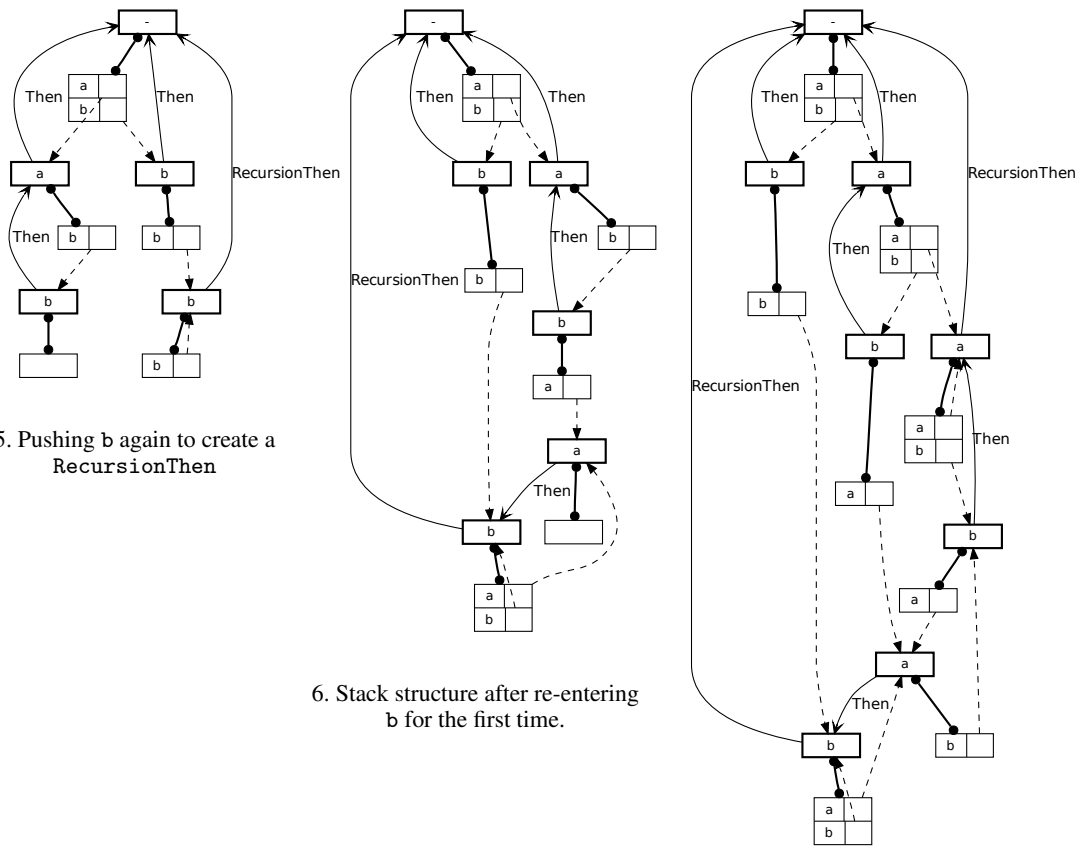 -
a
b
Then
Then
a
b
RecursionThen
Then
b
b
b
b
b
5. Pushing b again to create a
RecursionThen
-
a
b
Then
Then
b
a
Then
b
RecursionThen
b
b
a
a
Then
b
a
b
6. Stack structure after re-entering
b for the first time.
-
a
b
Then
Then
b
a
RecursionThen
a
b
Then
b
b
a
RecursionThen
a
b
Then
a
b
a
a
Then
b
b
a
b